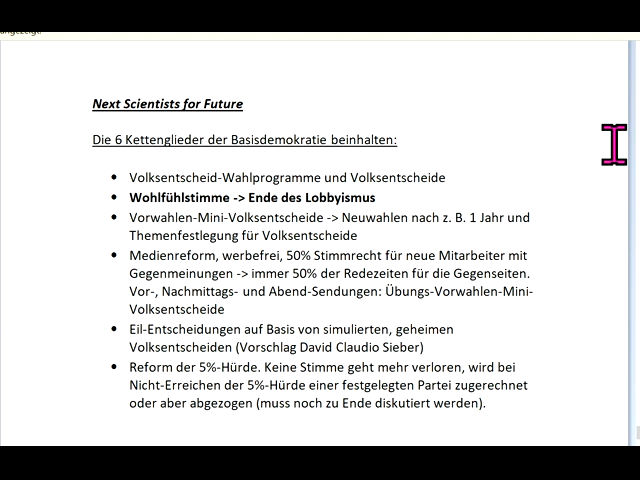 Next Scientists for Future
Die 6 Kettenglieder der Basisdemokratie beinhalten:
• Volksentscheid-Wahlprogramme und Volksentscheide
• Wohlfühlstimme -> Ende des Lobbyismus
• Vorwahlen-Mini-Volksentscheide -> Neuwahlen nach z. B. 1 Jahr und
Themenfestlegung für Volksentscheide
• Medienreform, werbefrei, 50% Stimmrecht für neue Mitarbeiter mit
Gegenmeinungen -> immer 50% der Redezeiten für die Gegenseiten.
Vor-, Nachmittags- und Abend-Sendungen: Übungs-Vorwahlen-Mini-
Volksentscheide
• Eil-Entscheidungen auf Basis von simulierten, geheimen
Volksentscheiden (Vorschlag David Claudio Sieber)
• Reform der 5%-Hürde. Keine Stimme geht mehr verloren, wird bei
Nicht-Erreichen der 5%-Hürde einer festgelegten Partei zugerechnet
oder aber abgezogen (muss noch zu Ende diskutiert werden).